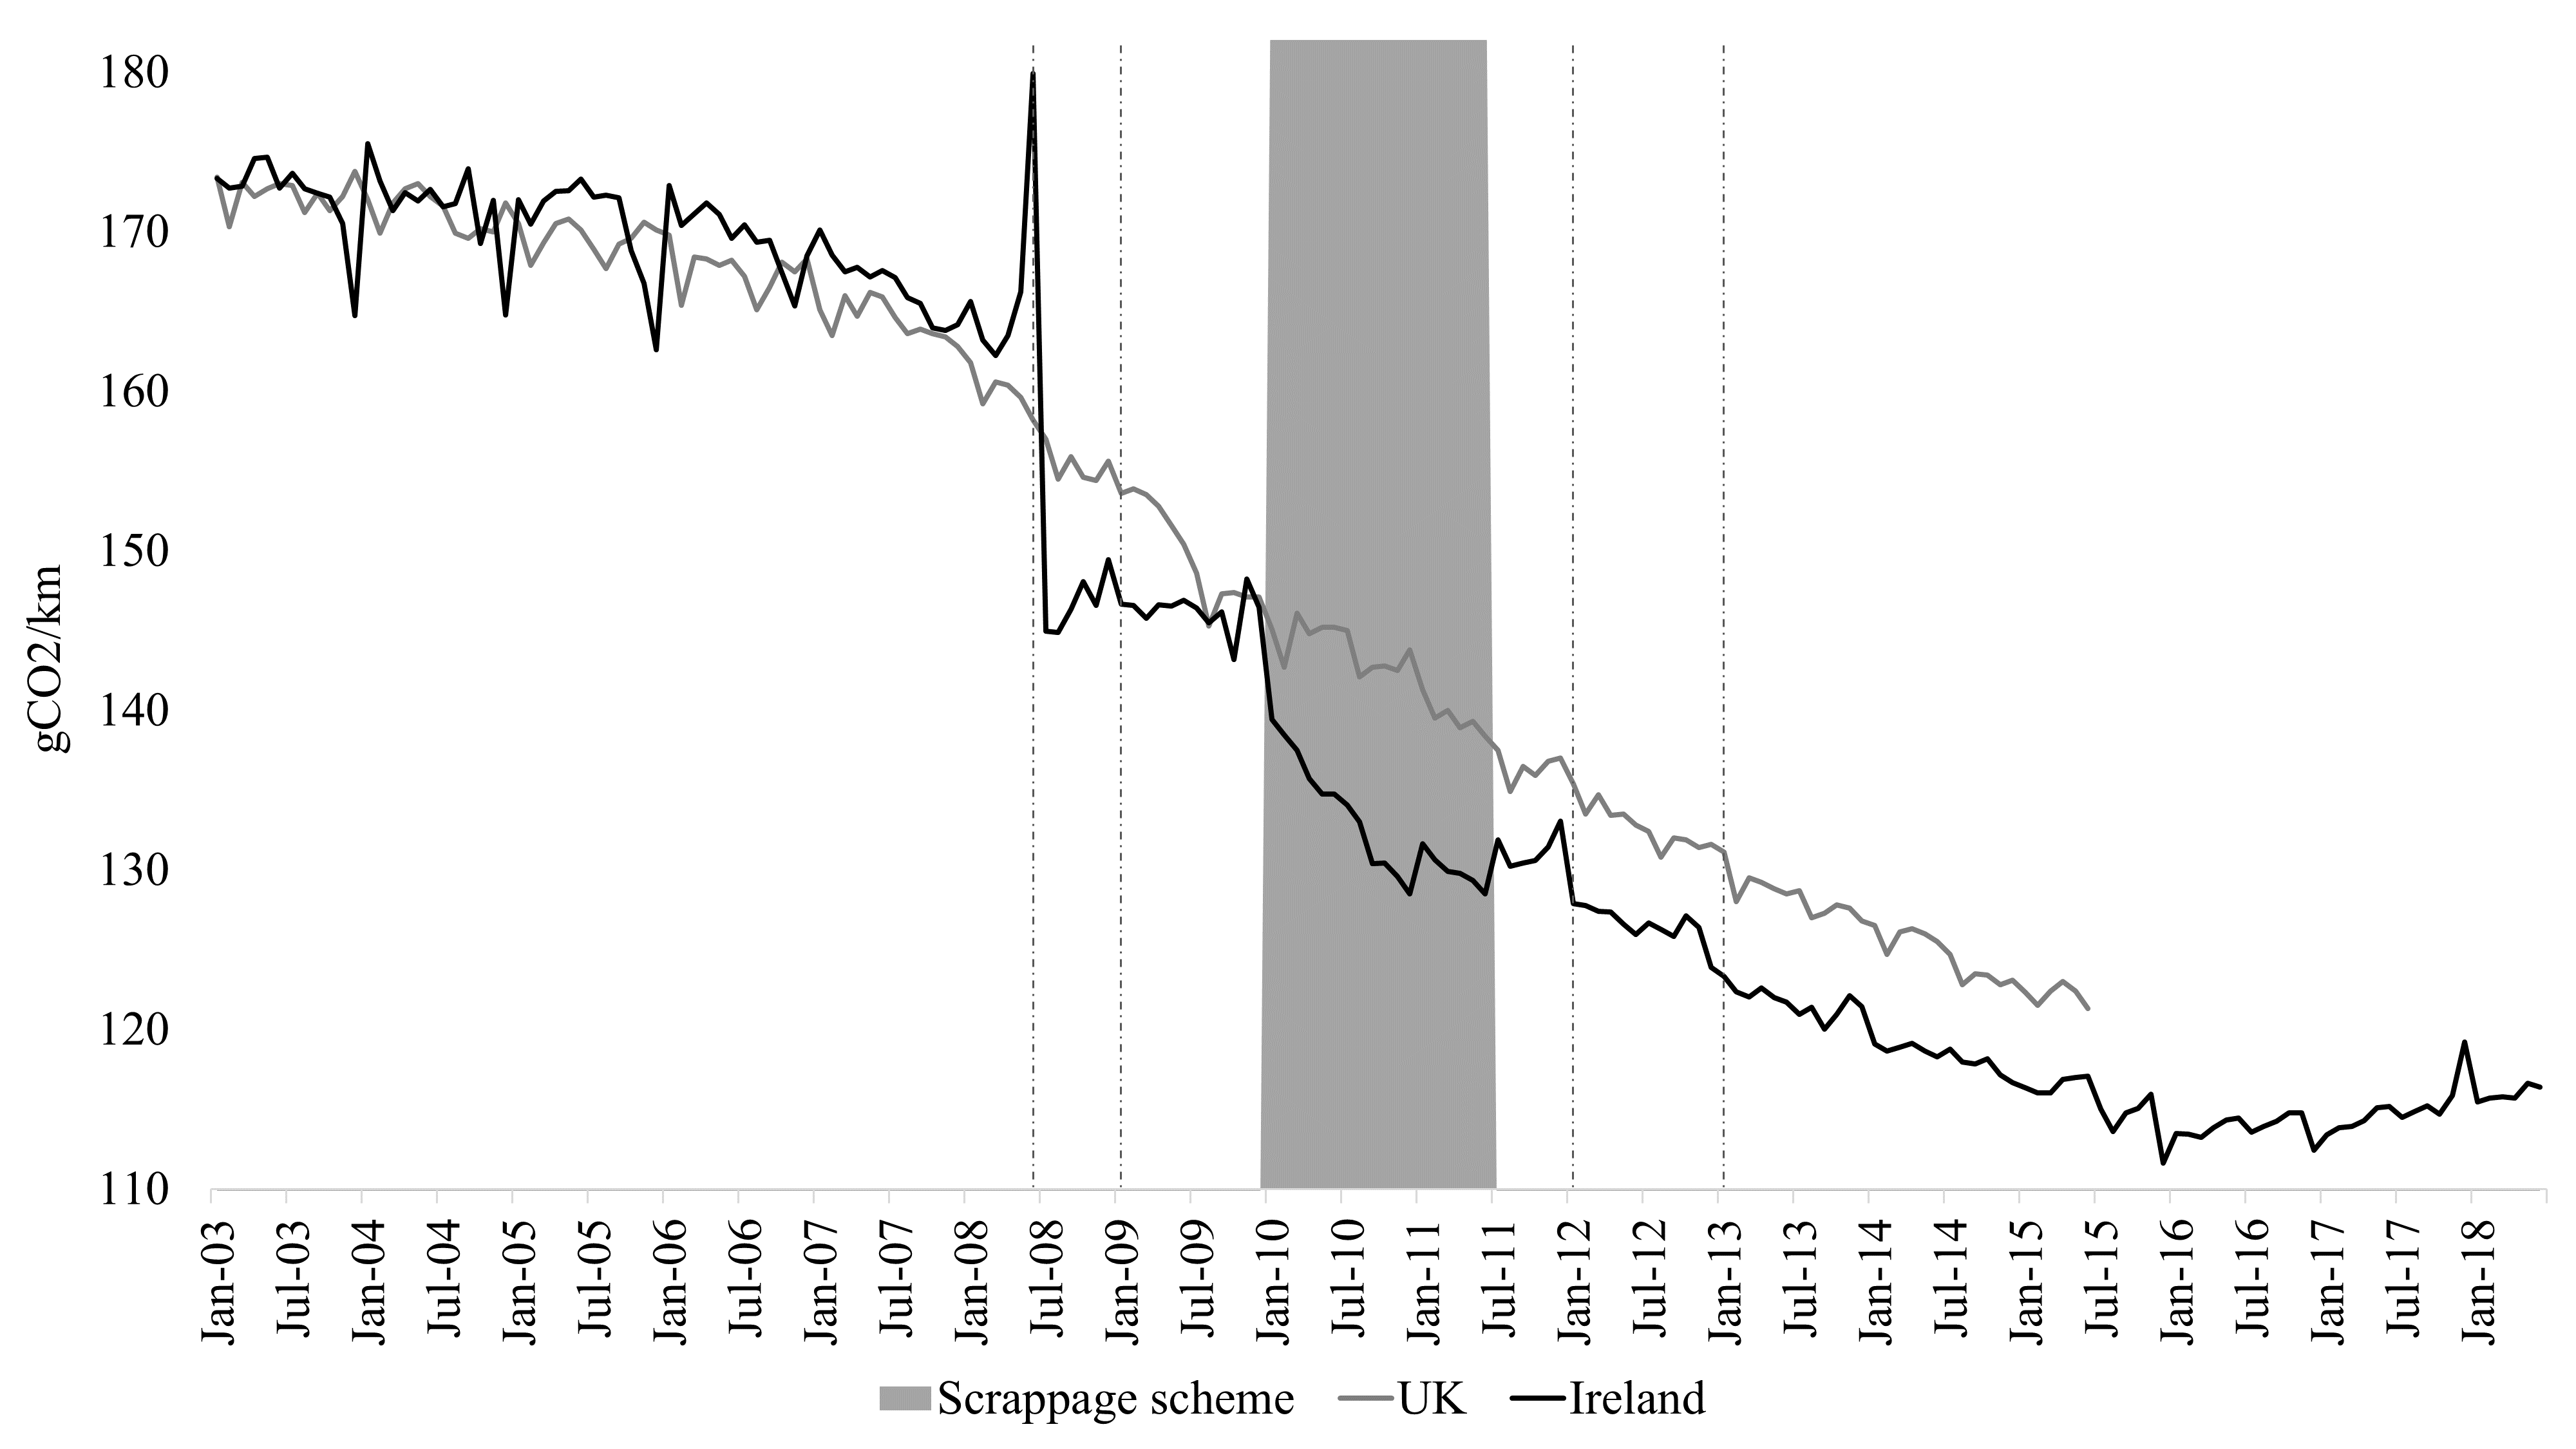 180
170
160
150
140
130
120
110
gCO2/km
Jan-03
Jul-03
Jan-04
Jul-04
Jan-05
Jul-05
Jan-06
Jul-06
Jan-07
Jul-07
Jan-08
Jul-08
Jan-09
Jul-09
Jan-10
Jul-10
Jan-11
Jul-11
Jan-12
Jul-12
Jan-13
Jul-13
Jan-14
Jul-14
Jan-15
Jul-15
Jan-16
Jul-16
Jan-17
Jul-17
Jan-18
Scrappage scheme
UK
Ireland